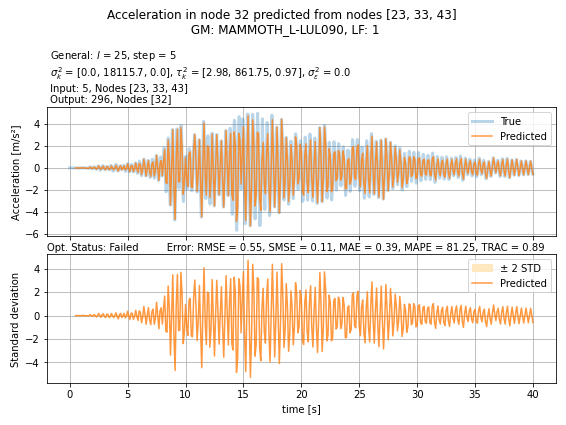 Acceleration in node 32 predicted from nodes [23, 33, 43]
GM: MAMMOTH_L-LUL090, LF: 1
General: l = 25, step = 5
σ²ₖ = [0.0, 18115.7, 0.0], τ²ₖ = [2.98, 861.75, 0.97], σ²ₑ = 0.0
Input: 5, Nodes [23, 33, 43]
Output: 296, Nodes [32]
Acceleration [m/s²]
4
2
0
−2
−4
−6
True
Predicted
Opt. Status: Failed Error: RMSE = 0.55, SMSE = 0.11, MAE = 0.39, MAPE = 81.25, TRAC = 0.89
Standard deviation
4
2
0
−2
−4
± 2 STD
Predicted
0 5 10 15 20 25 30 35 40
time [s]